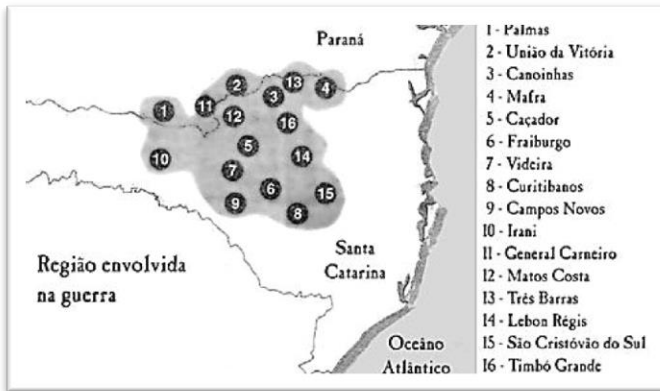 Paraná
2
13
4
3
1
11
12
16
5
10
14
7
6
15
9
8
Santa
Catarina
Região envolvida
na guerra
Oceâno
Atlântico
1 - Palmas
2 - União da Vitória
3 - Canoinhas
4 - Mafra
5 - Caçador
6 - Fraiburgo
7 - Videira
8 - Curitibanos
9 - Campos Novos
10 - Irani
11 - General Carneiro
12 - Matos Costa
13 - Três Barras
14 - Lebon Régis
15 - São Cristóvão do Sul
16 - Timbó Grande